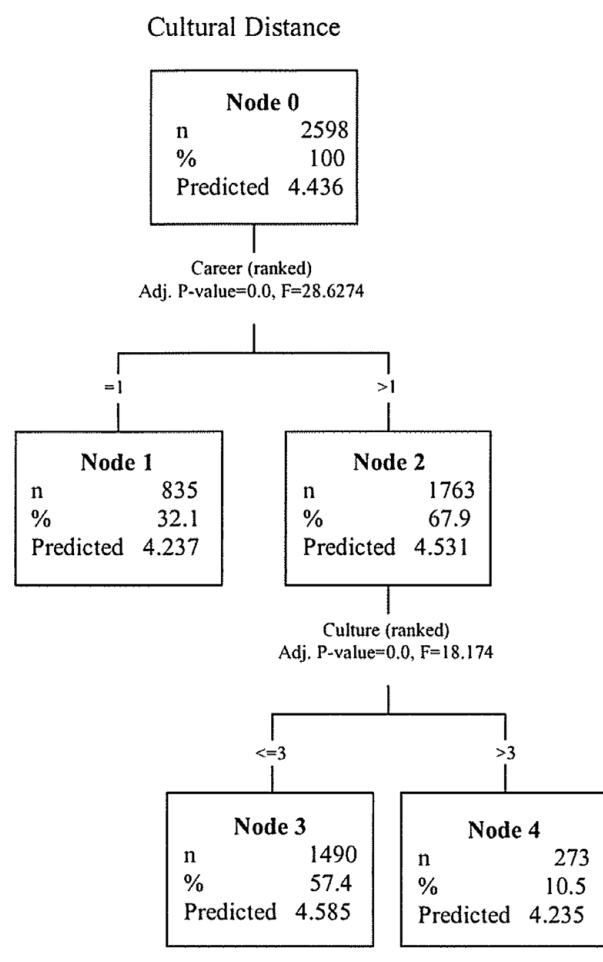 Cultural Distance
Node 0
n 2598
% 100
Predicted 4.436
Career (ranked)
Adj. P-value=0.0, F=28.6274
=1
>1
Node 1
n 835
% 32.1
Predicted 4.237
Node 2
n 1763
% 67.9
Predicted 4.531
Culture (ranked)
Adj. P-value=0.0, F=18.174
<=3
>3
Node 3
n 1490
% 57.4
Predicted 4.585
Node 4
n 273
% 10.5
Predicted 4.235